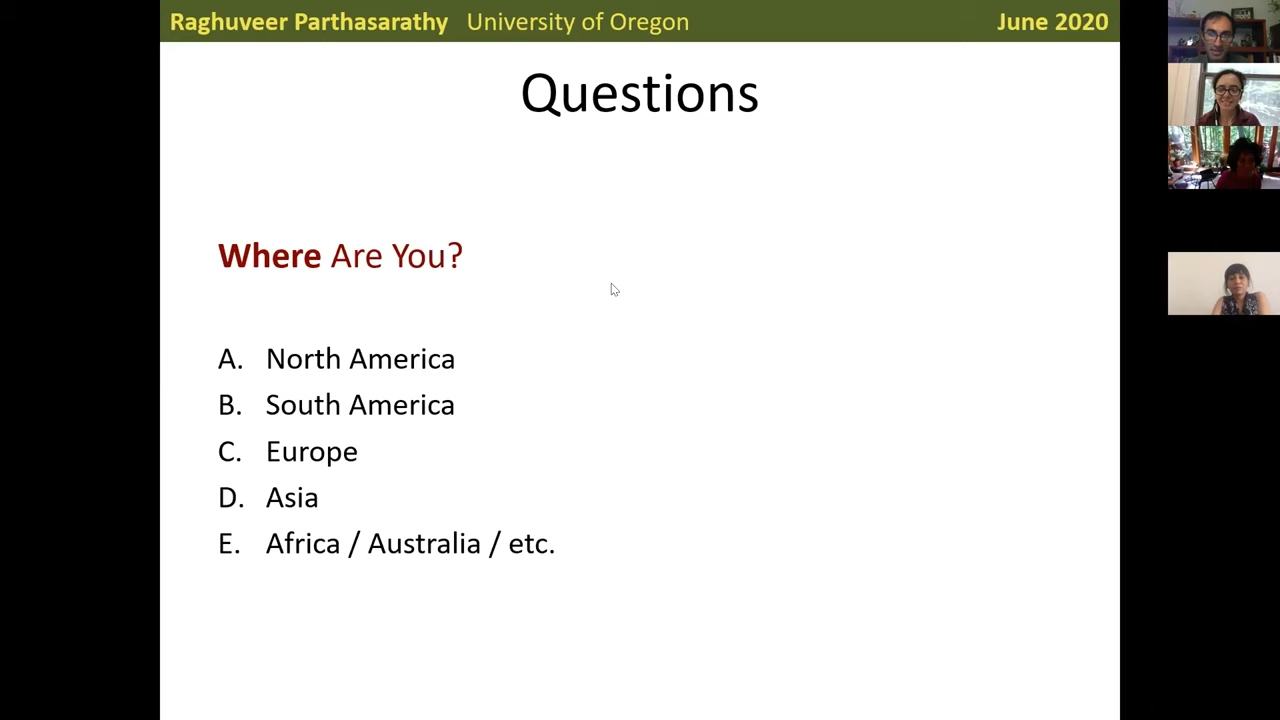 Raghuveer Parthasarathy University of Oregon June 2020
Questions
Where Are You?
A. North America
B. South America
C. Europe
D. Asia
E. Africa / Australia / etc.